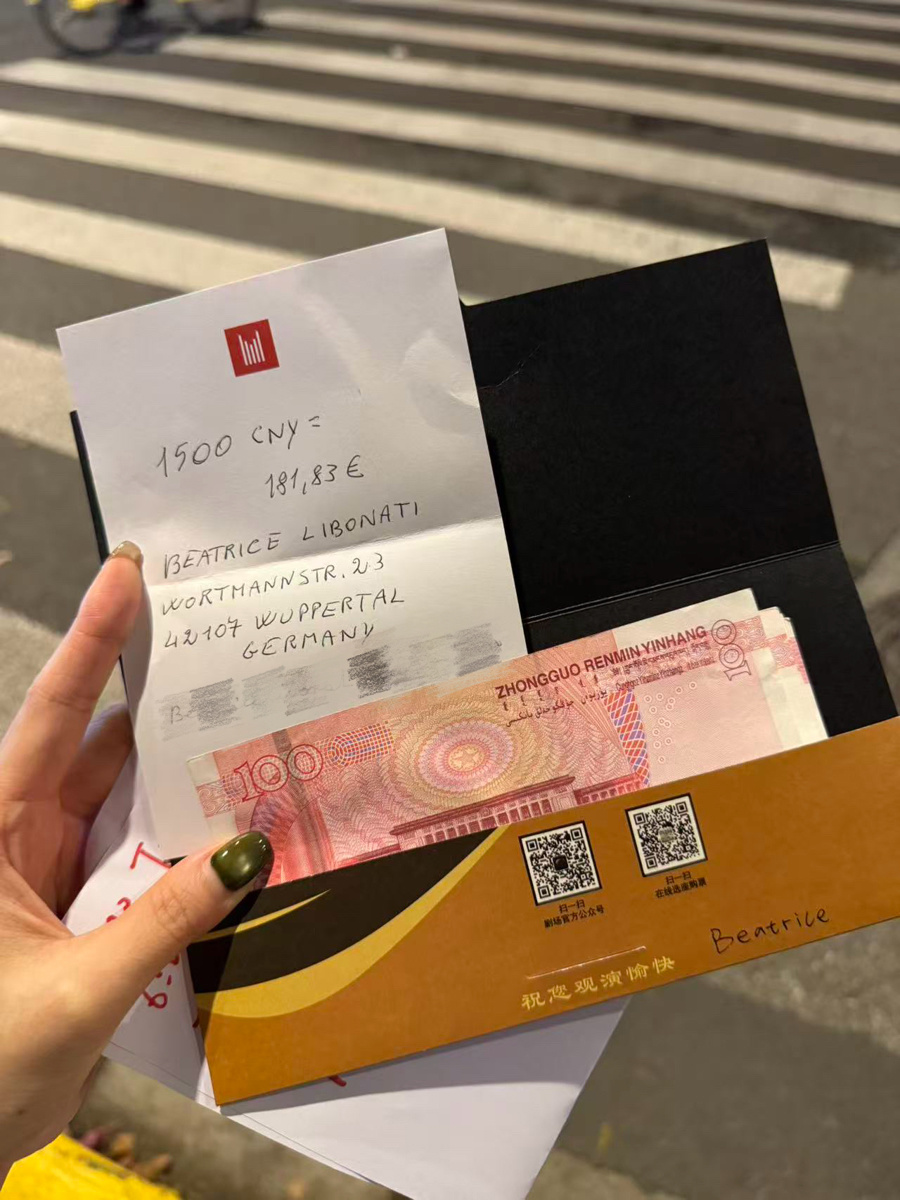 1500 CNY =
181,83 €
BEATRICE LIBONATI
WORTMANNSTR. 23
42107 WUPPERTAL
GERMANY
ZHONGGUO RENMIN YINHANG
100
100
扫一扫
剧场官方公众号
扫一扫
在线选座购票
Beatrice
祝您观演愉快